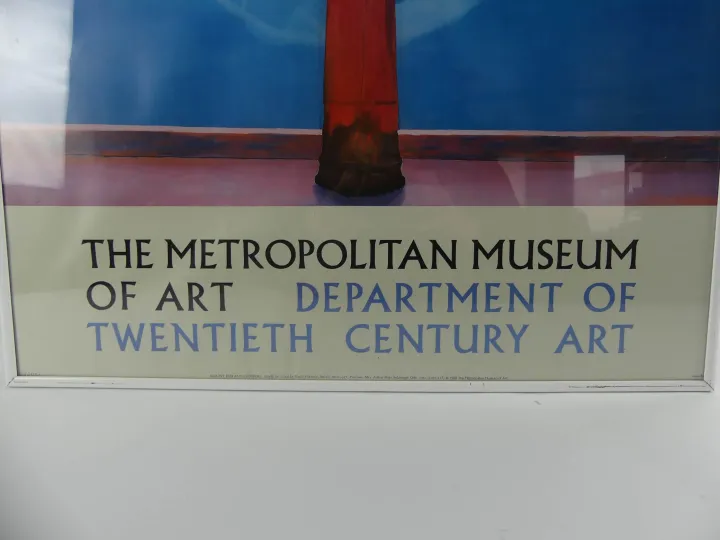 THE METROPOLITAN MUSEUM
OF ART DEPARTMENT OF
TWENTIETH CENTURY ART